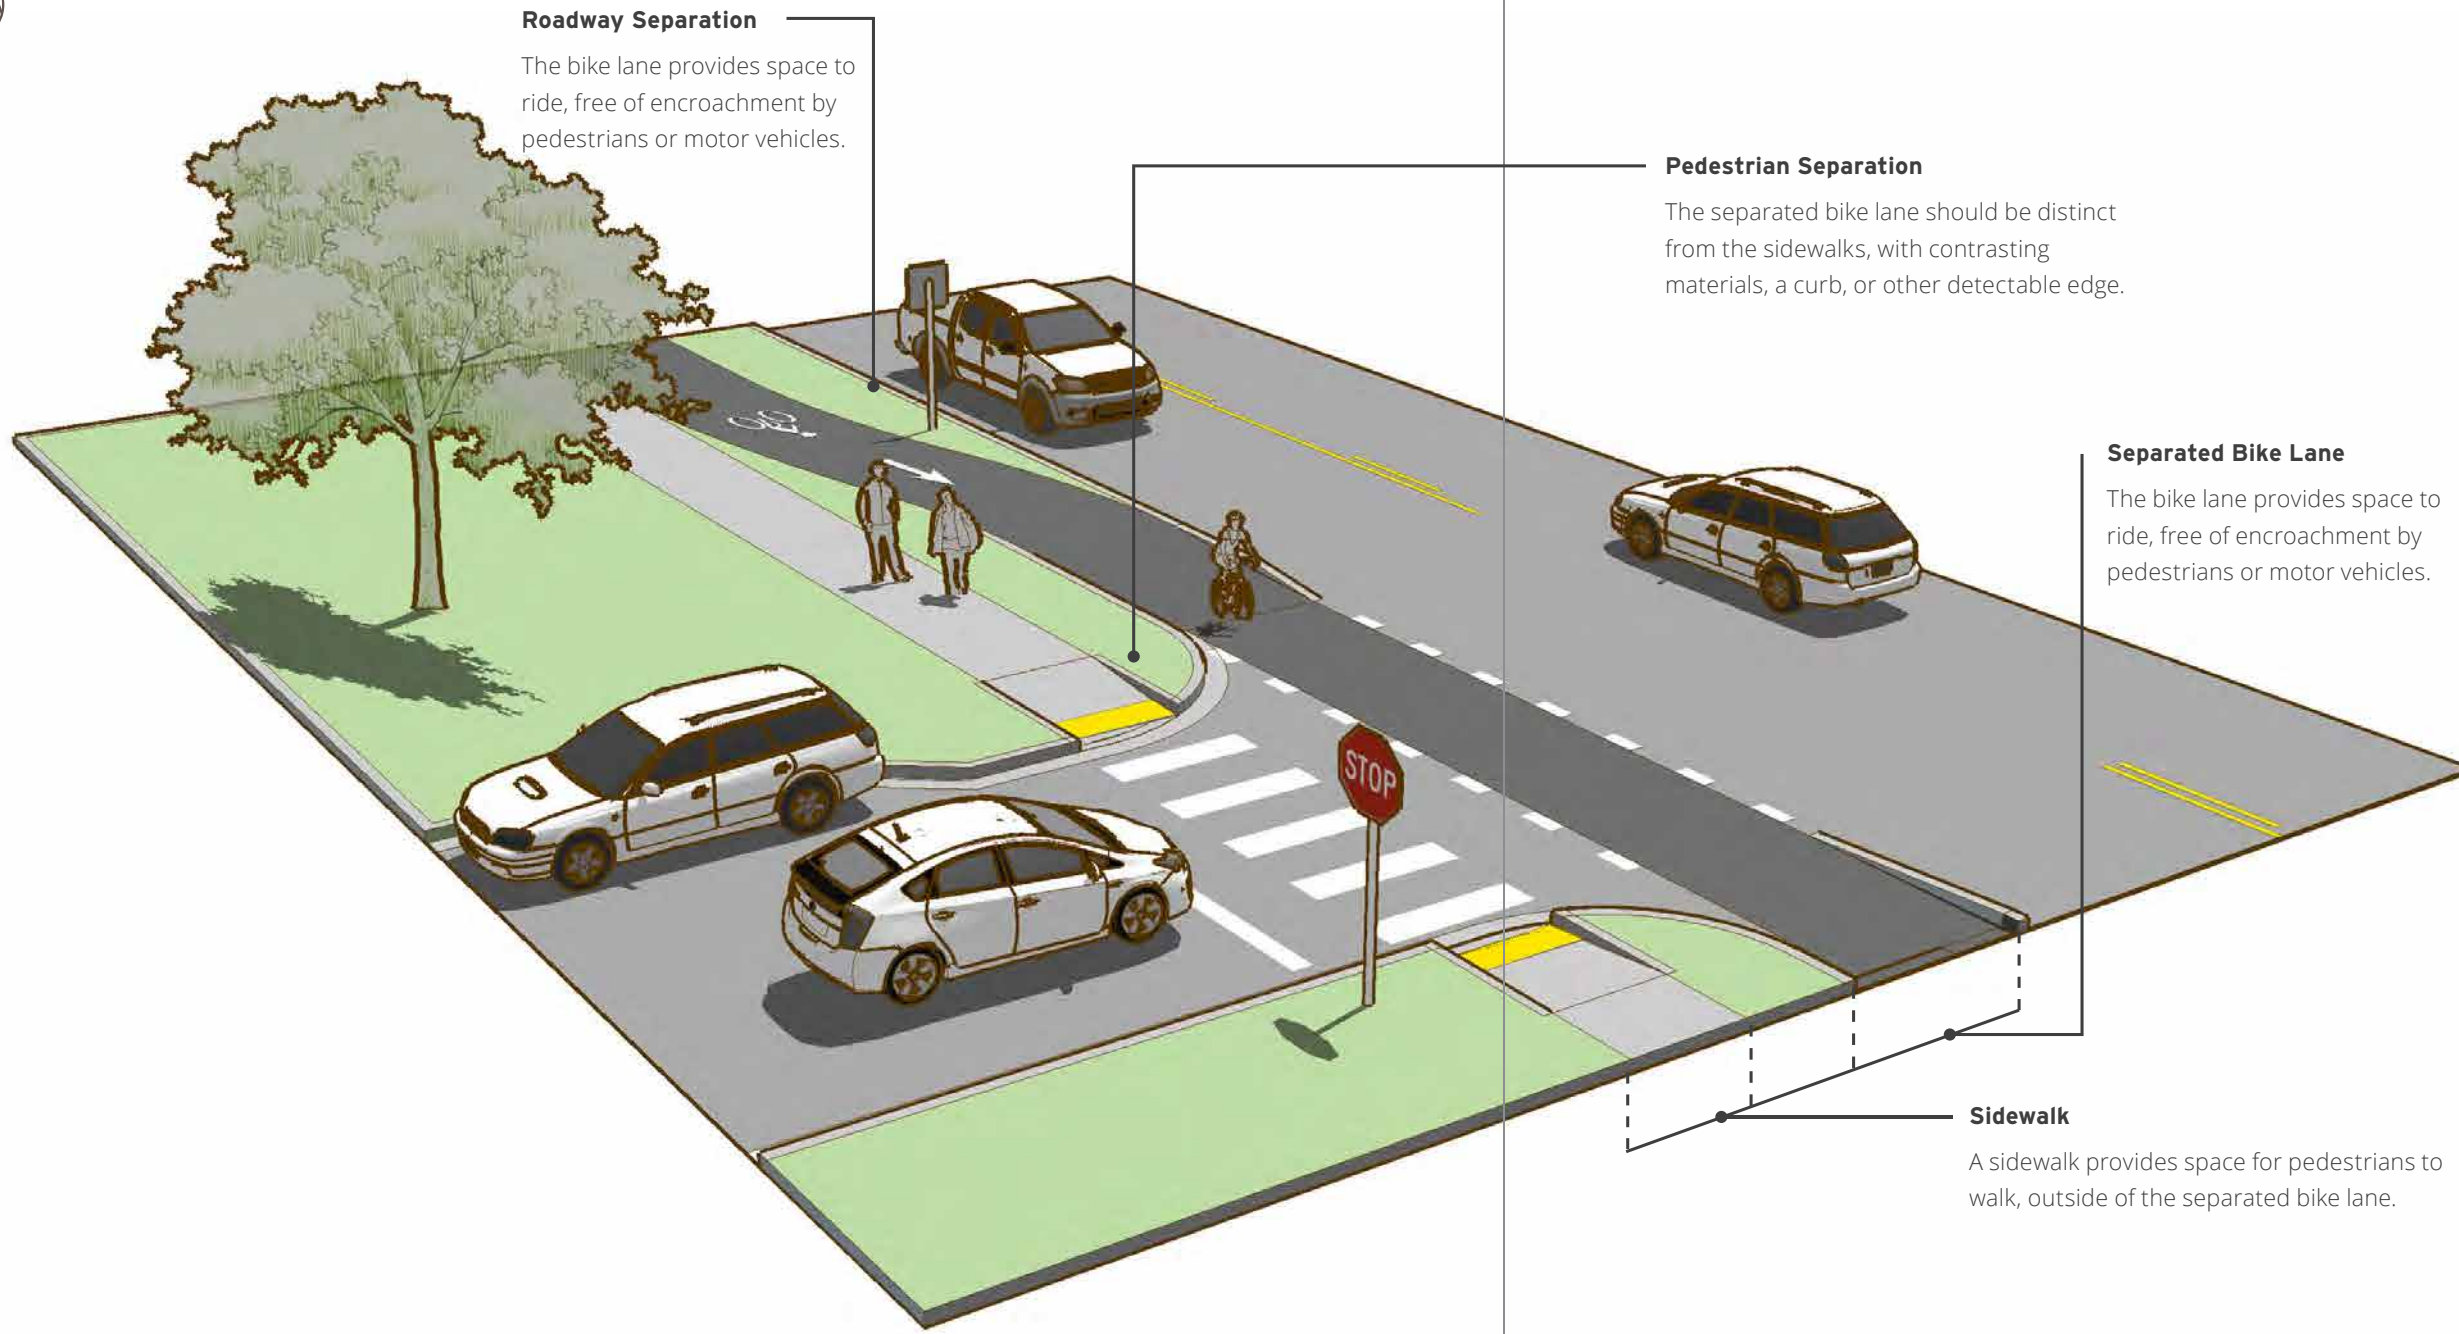 Roadway Separation
The bike lane provides space to
ride, free of encroachment by
pedestrians or motor vehicles.
Pedestrian Separation
The separated bike lane should be distinct
from the sidewalks, with contrasting
materials, a curb, or other detectable edge.
Separated Bike Lane
The bike lane provides space to
ride, free of encroachment by
pedestrians or motor vehicles.
STOP
Sidewalk
A sidewalk provides space for pedestrians to
walk, outside of the separated bike lane.